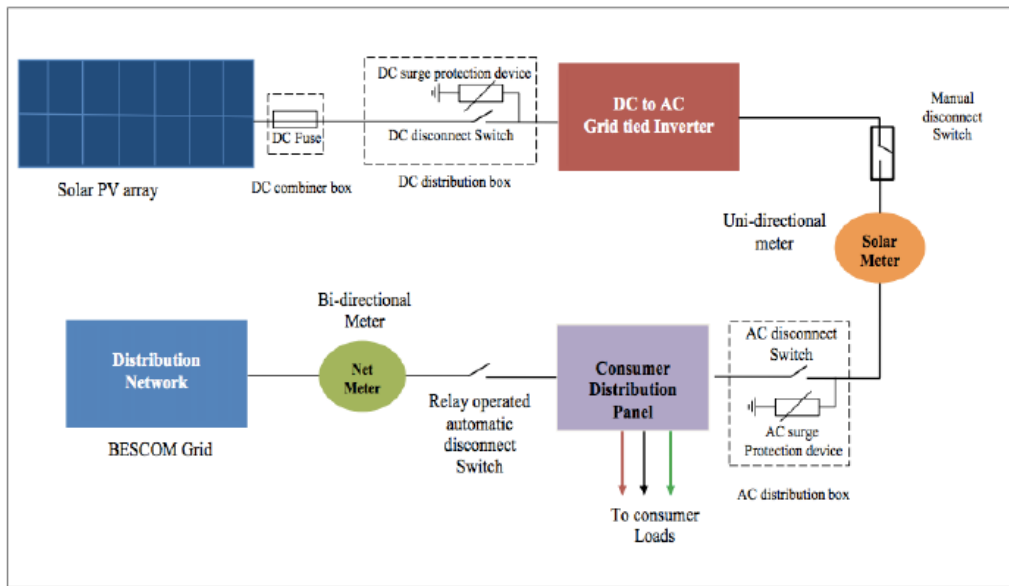 DC surge protection device
DC to AC
Grid tied Inverter
Manual
disconnect
Switch
DC Fuse
DC disconnect Switch
Solar PV array
DC combiner box
DC distribution box
Uni-directional
meter
Solar
Meter
Bi-directional
Meter
AC disconnect
Switch
Distribution
Network
Net
Meter
Consumer
Distribution
Panel
Relay operated
automatic
disconnect
Switch
AC surge
Protection device
BESCOM Grid
AC distribution box
To consumer
Loads